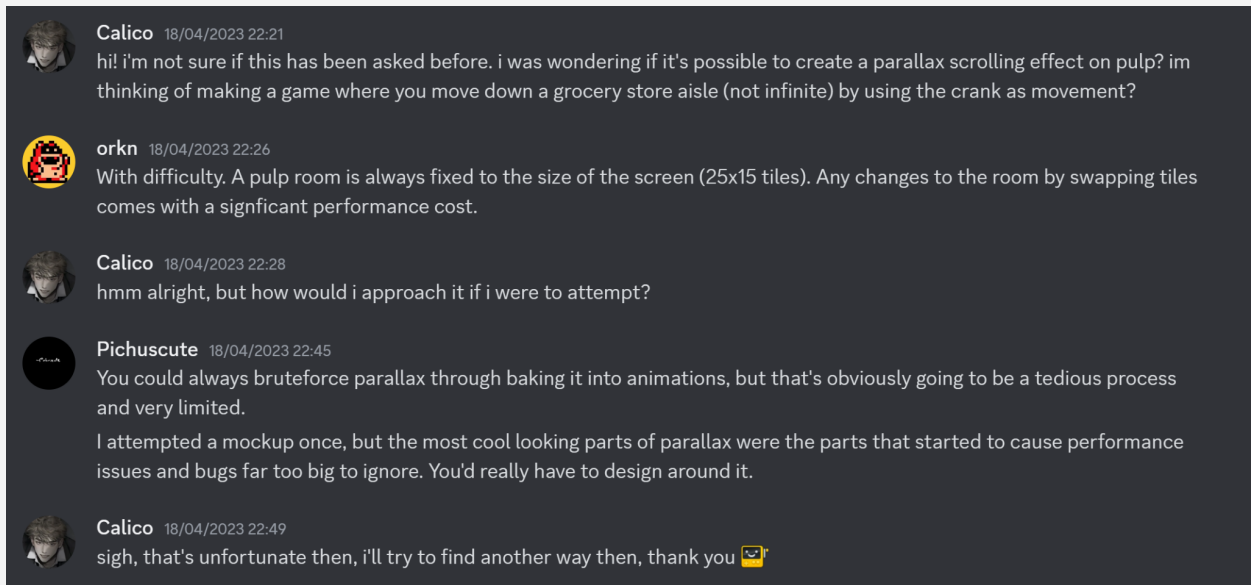 Calico 18/04/2023 22:21
hi! i'm not sure if this has been asked before. i was wondering if it's possible to create a parallax scrolling effect on pulp? im
thinking of making a game where you move down a grocery store aisle (not infinite) by using the crank as movement?
orkn 18/04/2023 22:26
With difficulty. A pulp room is always fixed to the size of the screen (25x15 tiles). Any changes to the room by swapping tiles
comes with a signficant performance cost.
Calico 18/04/2023 22:28
hmm alright, but how would i approach it if i were to attempt?
Pichuscute 18/04/2023 22:45
You could always bruteforce parallax through baking it into animations, but that's obviously going to be a tedious process
and very limited.
I attempted a mockup once, but the most cool looking parts of parallax were the parts that started to cause performance
issues and bugs far too big to ignore. You'd really have to design around it.
Calico 18/04/2023 22:49
sigh, that's unfortunate then, i'll try to find another way then, thank you